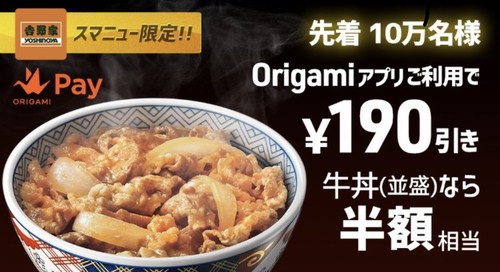 吉野家
YOSHINOYA
スマニュー限定!!
Pay
ORIGAMI
先着 10万名様
Origamiアプリご利用で
¥190引き
牛丼(並盛)なら
半額相当